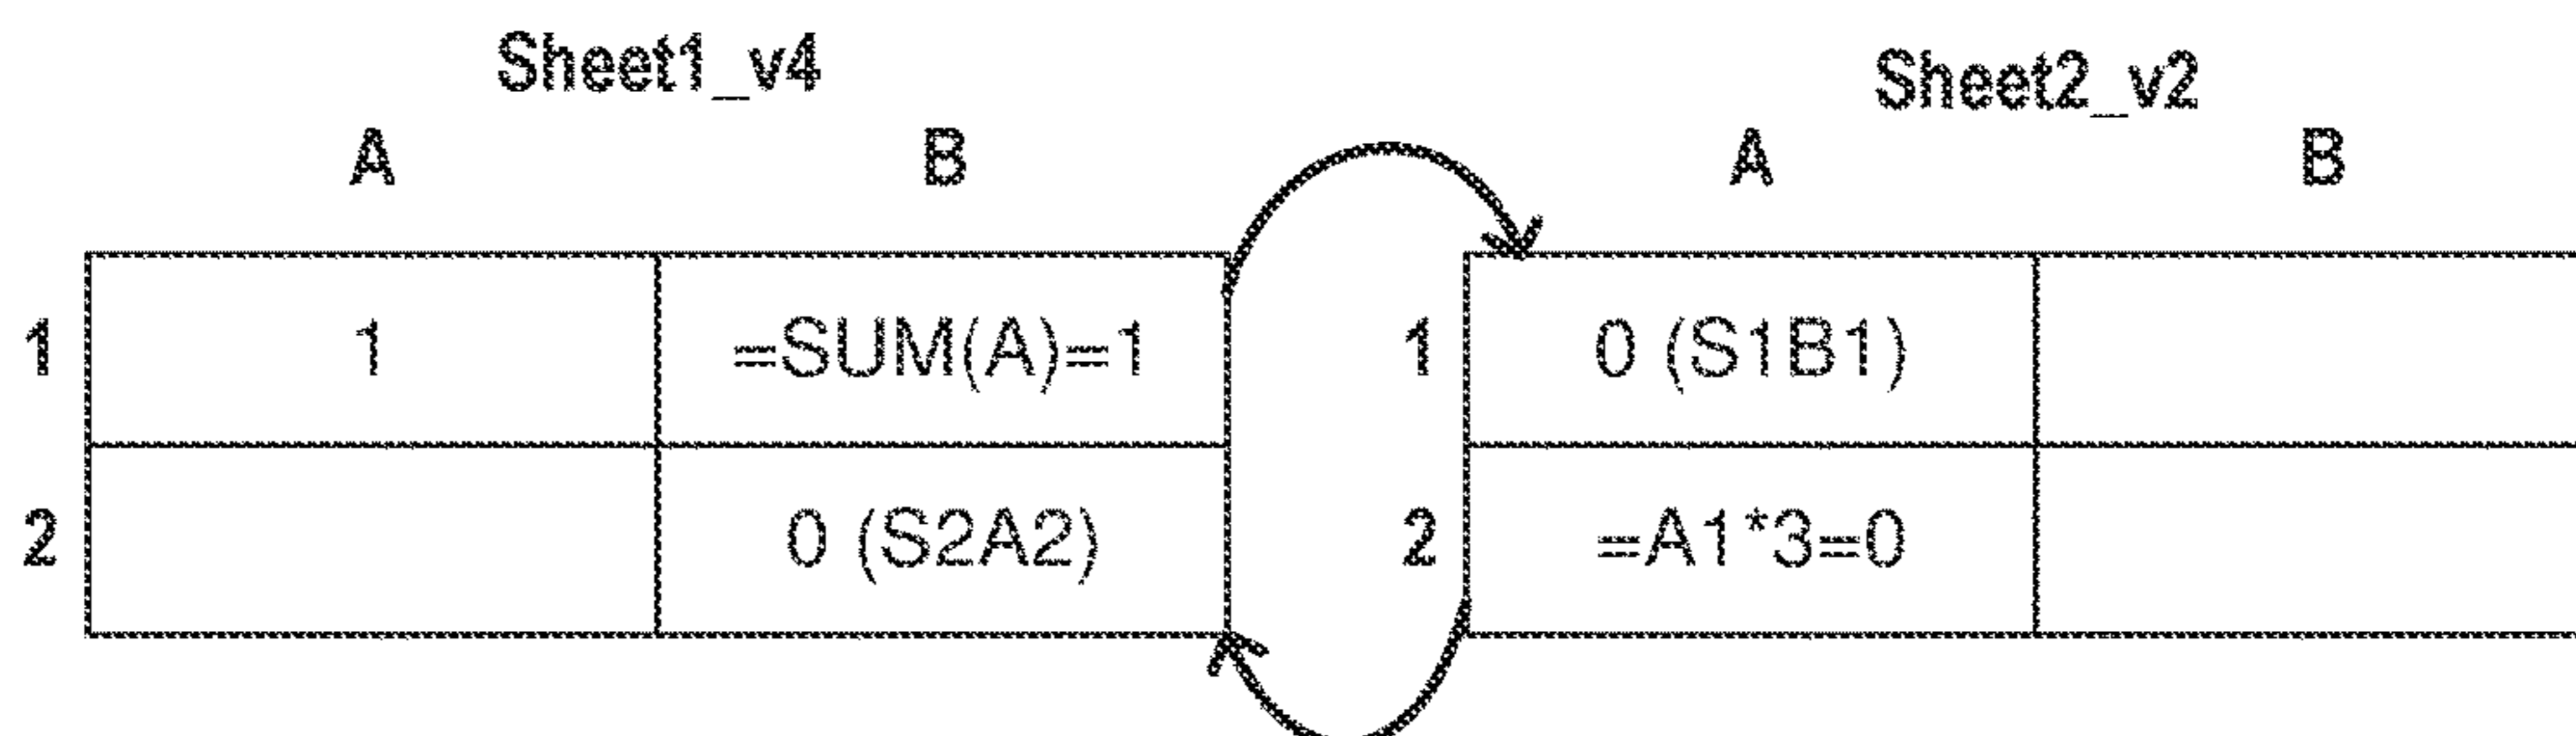 Sheet1_v4 Sheet2_v2
A B A B
1 1 =SUM(A)=1 1 0 (S1B1)
2 0 (S2A2) 2 =A1*3=0